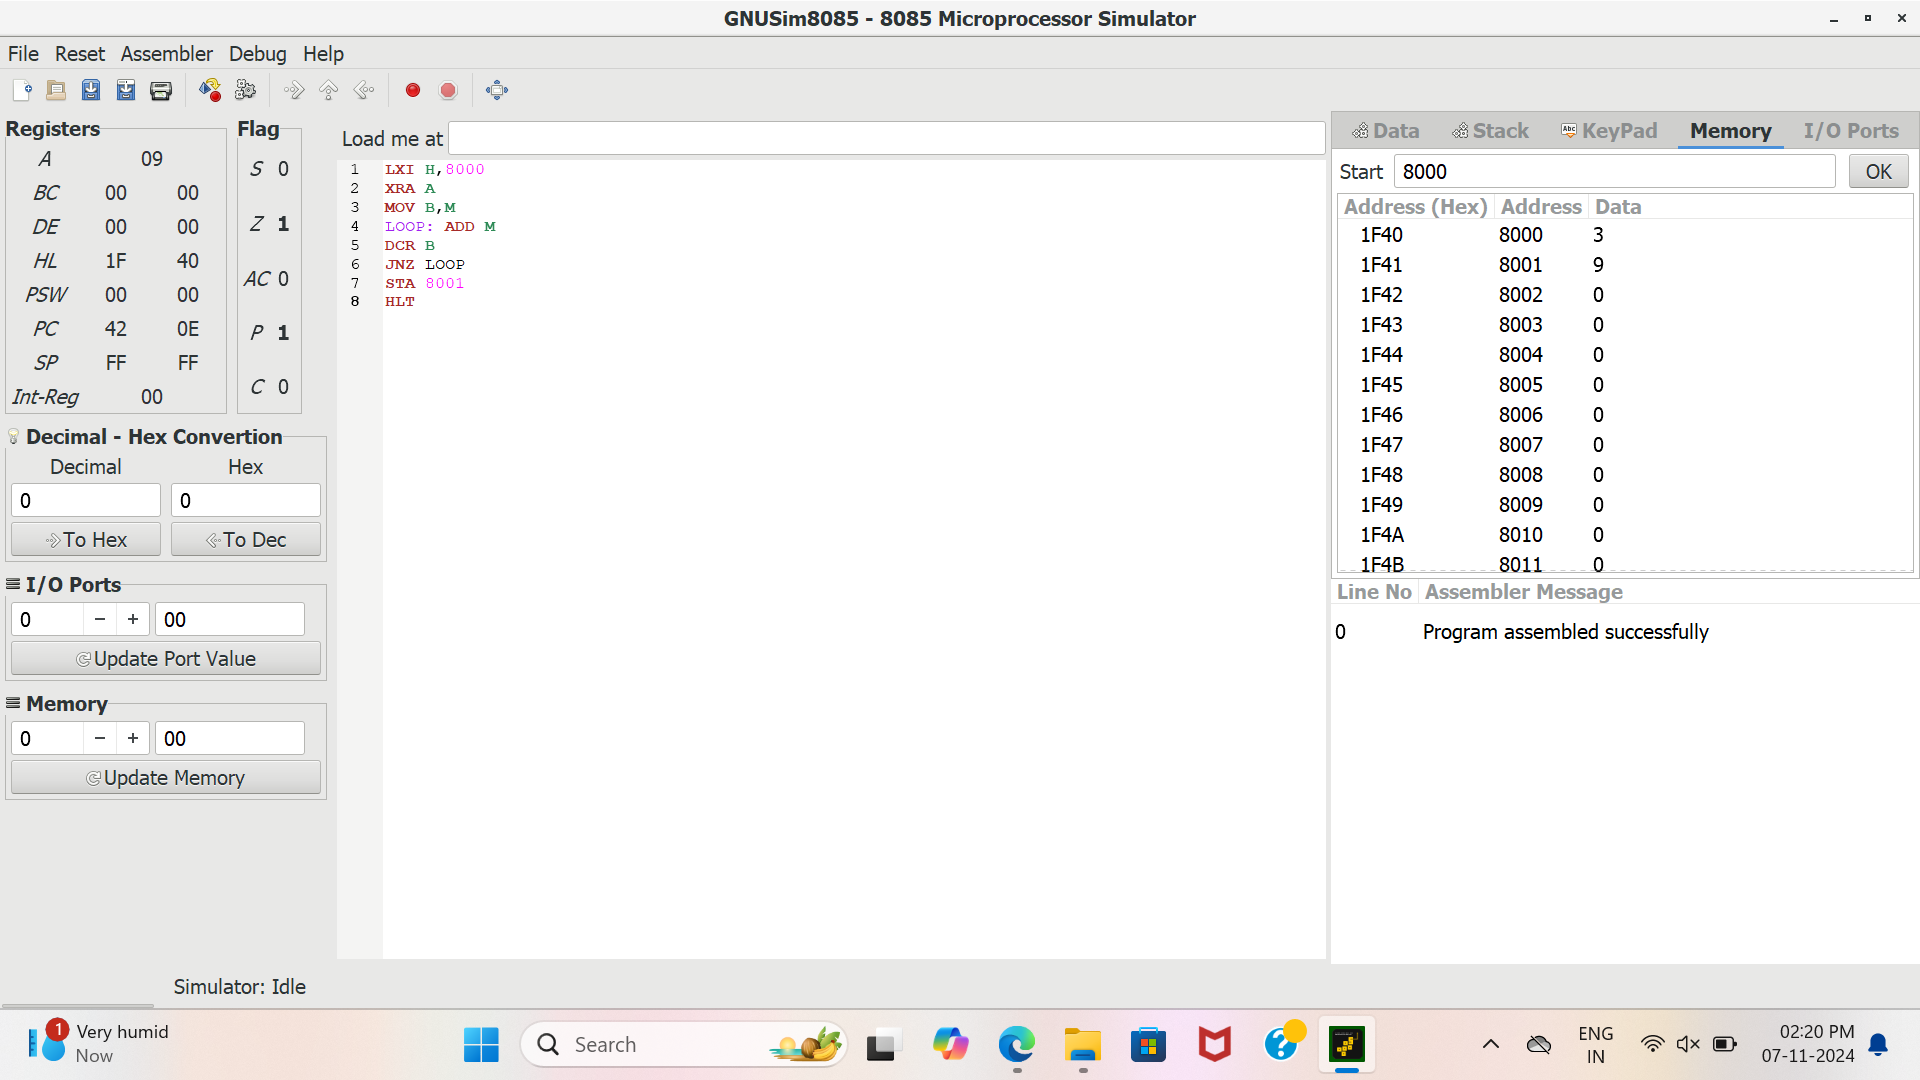 GNUSim8085 - 8085 Microprocessor Simulator
File Reset Assembler Debug Help
Registers
A 09
BC 00 00
DE 00 00
HL 1F 40
PSW 00 00
PC 42 0E
SP FF FF
Int-Reg 00
Flag
S 0
Z 1
AC 0
P 1
C 0
Decimal - Hex Convertion
Decimal Hex
0 0
To Hex To Dec
I/O Ports
0 − + 00
Update Port Value
Memory
0 − + 00
Update Memory
Simulator: Idle
Load me at
1 LXI H,8000
2 XRA A
3 MOV B,M
4 LOOP: ADD M
5 DCR B
6 JNZ LOOP
7 STA 8001
8 HLT
Data Stack Abc KeyPad Memory I/O Ports
Start 8000 OK
Address (Hex) Address Data
1F40 8000 3
1F41 8001 9
1F42 8002 0
1F43 8003 0
1F44 8004 0
1F45 8005 0
1F46 8006 0
1F47 8007 0
1F48 8008 0
1F49 8009 0
1F4A 8010 0
1F4B 8011 0
Line No Assembler Message
0 Program assembled successfully
1 Very humid
Now
Search
?
ENG
IN
02:20 PM
07-11-2024